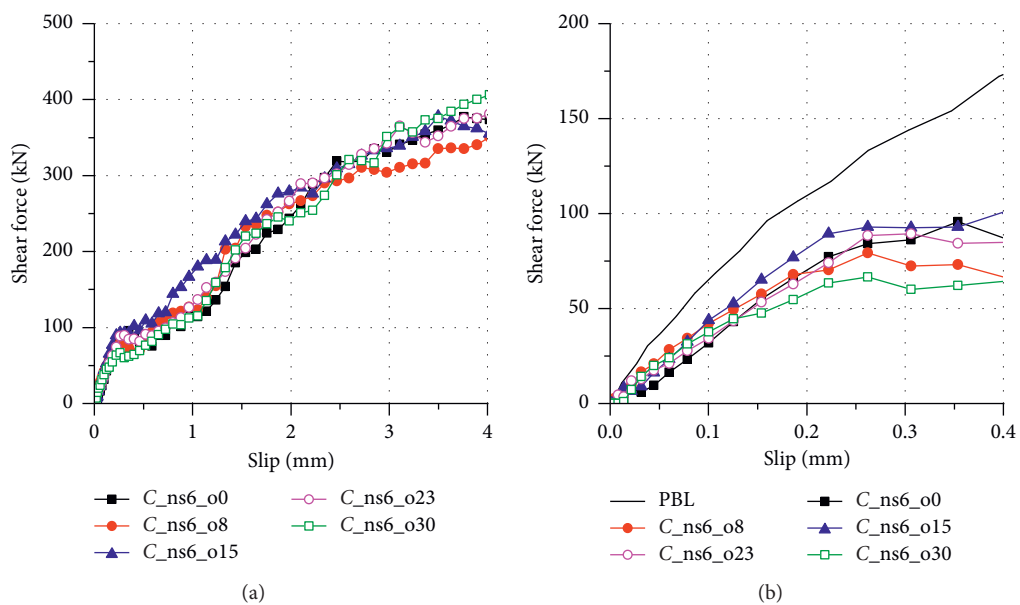 500
400
300
200
100
0
Shear force (kN)
0 1 2 3 4
Slip (mm)
C_ns6_o0
C_ns6_o8
C_ns6_o15
C_ns6_o23
C_ns6_o30
(a)
200
150
100
50
0
Shear force (kN)
0.0 0.1 0.2 0.3 0.4
Slip (mm)
PBL
C_ns6_o8
C_ns6_o23
C_ns6_o0
C_ns6_o15
C_ns6_o30
(b)